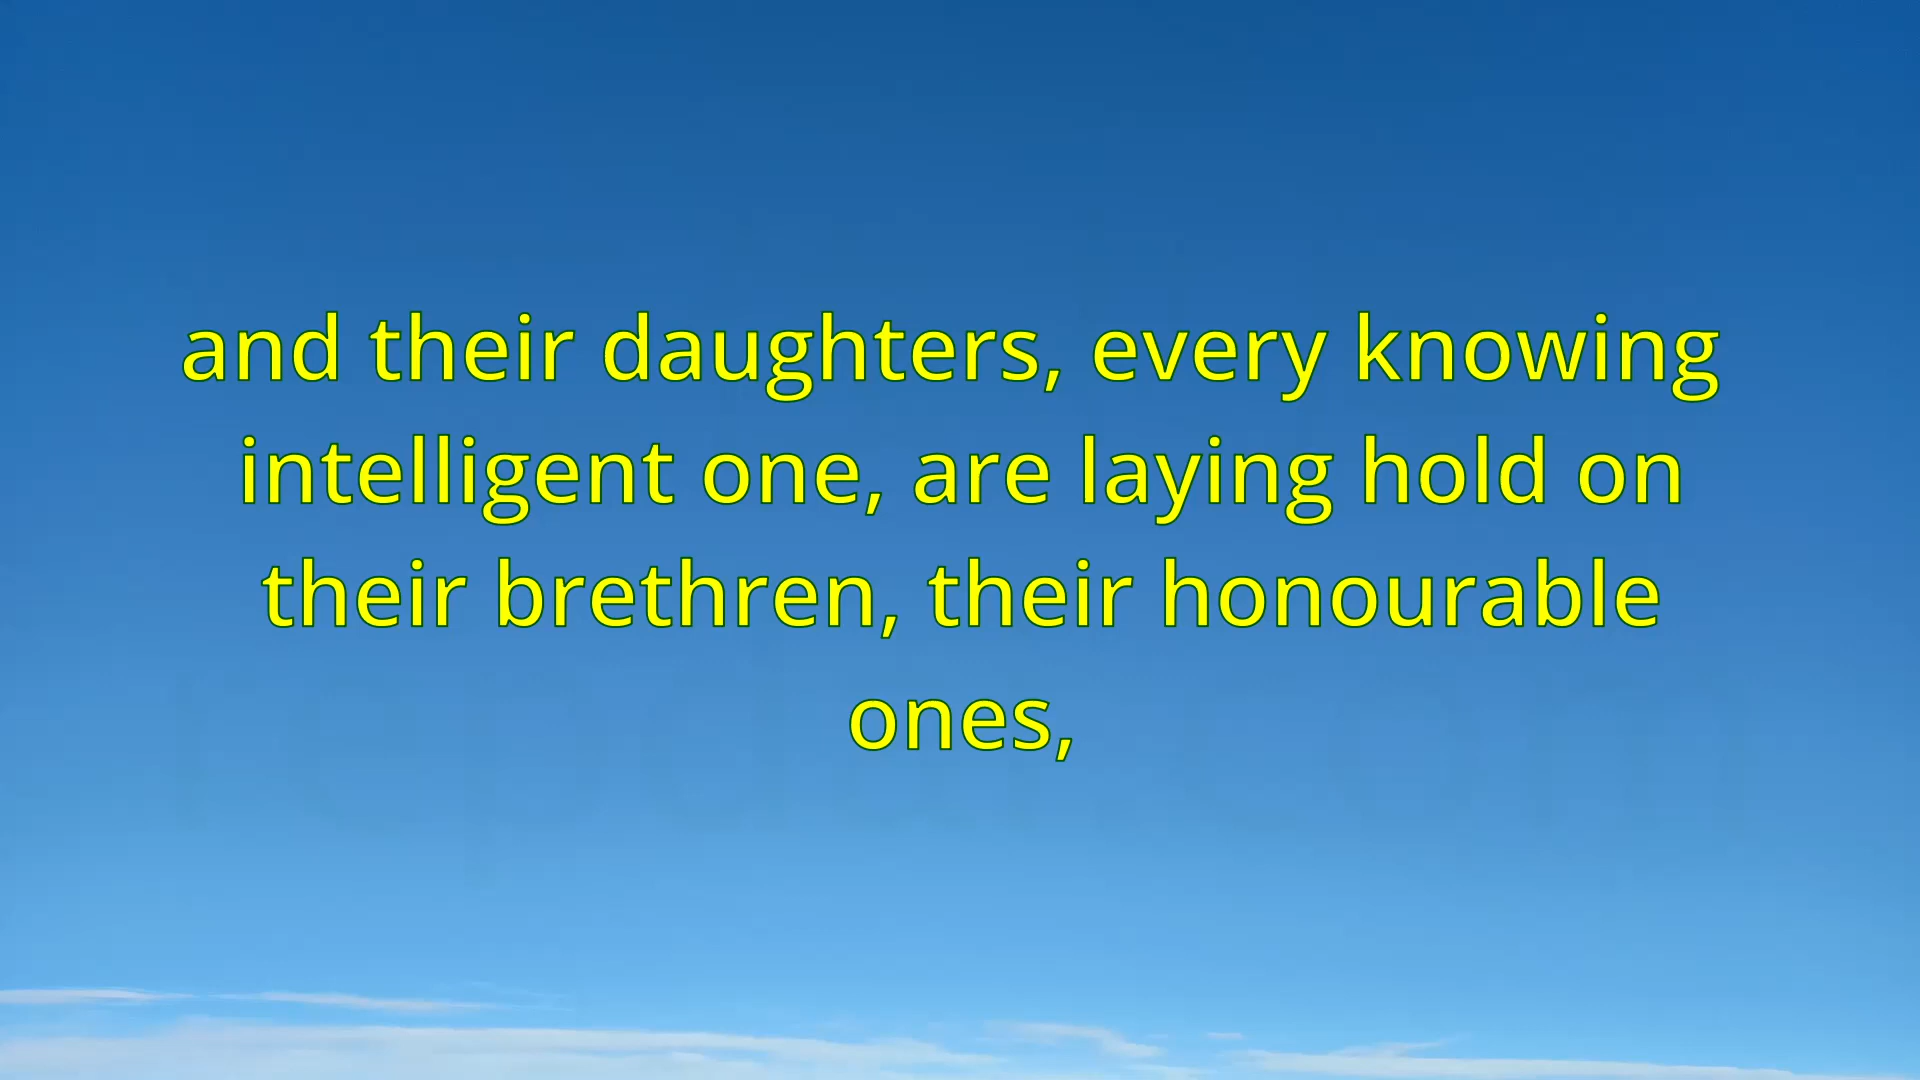 and their daughters, every knowing
intelligent one, are laying hold on
their brethren, their honourable
ones,